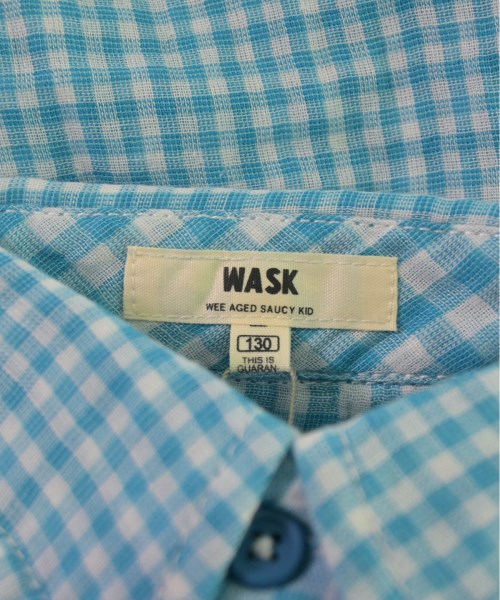 WASK
WEE AGED SAUCY KID
130
THIS IS
GUARAN